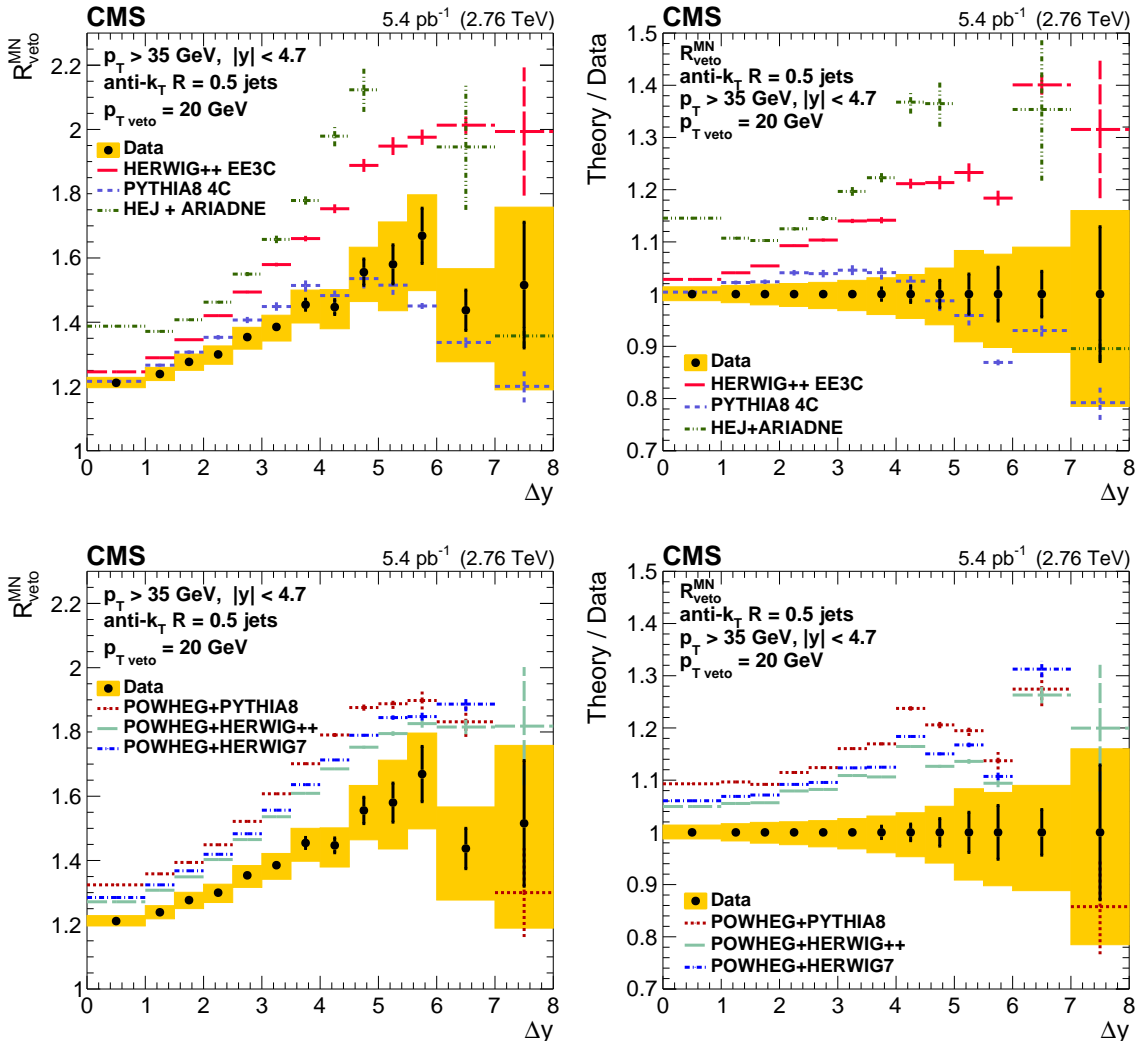 CMS
5.4 pb⁻¹ (2.76 TeV)
R_veto^MN
p_T > 35 GeV, |y| < 4.7
anti-k_T R = 0.5 jets
p_T veto = 20 GeV
Data
HERWIG++ EE3C
PYTHIA8 4C
HEJ + ARIADNE
2.2
2
1.8
1.6
1.4
1.2
1
0 1 2 3 4 5 6 7 8
Δy
CMS
5.4 pb⁻¹ (2.76 TeV)
Theory / Data
R_veto^MN
anti-k_T R = 0.5 jets
p_T > 35 GeV, |y| < 4.7
p_T veto = 20 GeV
Data
HERWIG++ EE3C
PYTHIA8 4C
HEJ+ARIADNE
1.5
1.4
1.3
1.2
1.1
1
0.9
0.8
0.7
0 1 2 3 4 5 6 7 8
Δy
CMS
5.4 pb⁻¹ (2.76 TeV)
R_veto^MN
p_T > 35 GeV, |y| < 4.7
anti-k_T R = 0.5 jets
p_T veto = 20 GeV
Data
POWHEG+PYTHIA8
POWHEG+HERWIG++
POWHEG+HERWIG7
2.2
2
1.8
1.6
1.4
1.2
1
0 1 2 3 4 5 6 7 8
Δy
CMS
5.4 pb⁻¹ (2.76 TeV)
Theory / Data
R_veto^MN
anti-k_T R = 0.5 jets
p_T > 35 GeV, |y| < 4.7
p_T veto = 20 GeV
Data
POWHEG+PYTHIA8
POWHEG+HERWIG++
POWHEG+HERWIG7
1.5
1.4
1.3
1.2
1.1
1
0.9
0.8
0.7
0 1 2 3 4 5 6 7 8
Δy